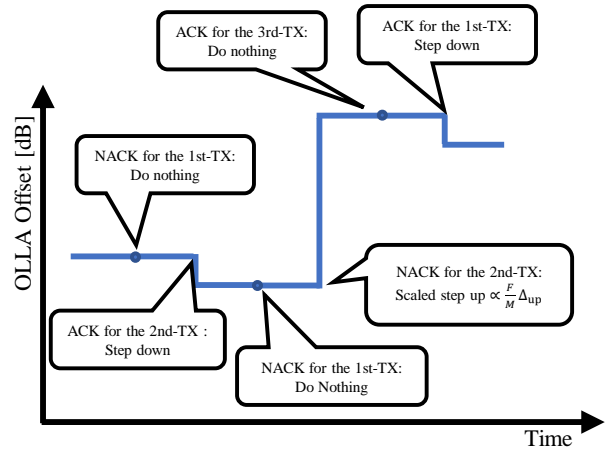 ACK for the 3rd-TX:
Do nothing
ACK for the 1st-TX:
Step down
NACK for the 1st-TX:
Do nothing
OLLA Offset [dB]
NACK for the 2nd-TX:
Scaled step up ∝ F/M Δup
ACK for the 2nd-TX :
Step down
NACK for the 1st-TX:
Do Nothing
Time